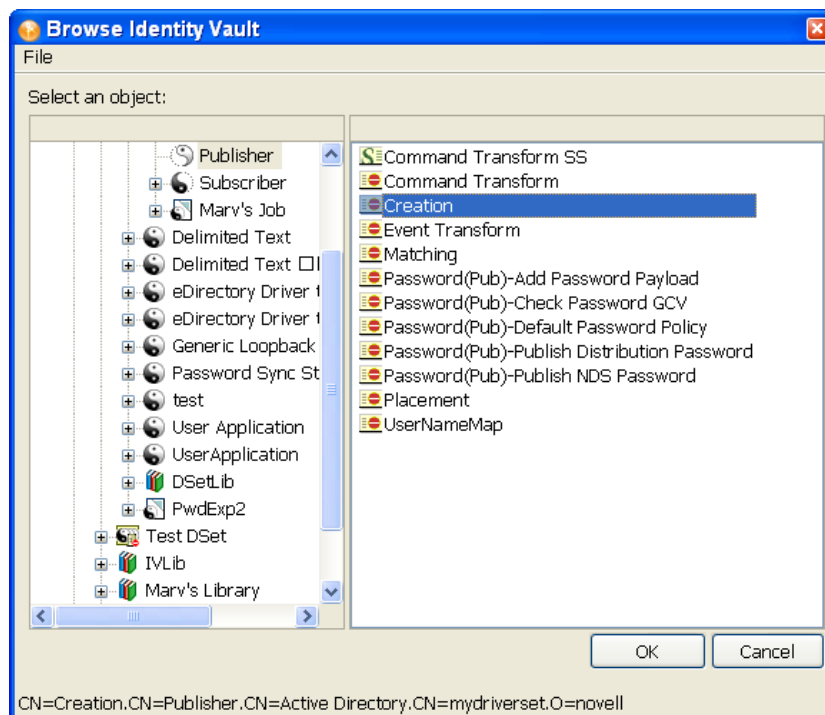 Browse Identity Vault
File
Select an object:
Publisher
Subscriber
Marv's Job
Delimited Text
Delimited Text
eDirectory Driver t
eDirectory Driver t
Generic Loopback
Password Sync St
test
User Application
UserApplication
DSetLib
PwdExp2
Test DSet
IVLib
Marv's Library
Command Transform SS
Command Transform
Creation
Event Transform
Matching
Password(Pub)-Add Password Payload
Password(Pub)-Check Password GCV
Password(Pub)-Default Password Policy
Password(Pub)-Publish Distribution Password
Password(Pub)-Publish NDS Password
Placement
UserNameMap
OK
Cancel
CN=Creation.CN=Publisher.CN=Active Directory.CN=mydriverset.O=novell